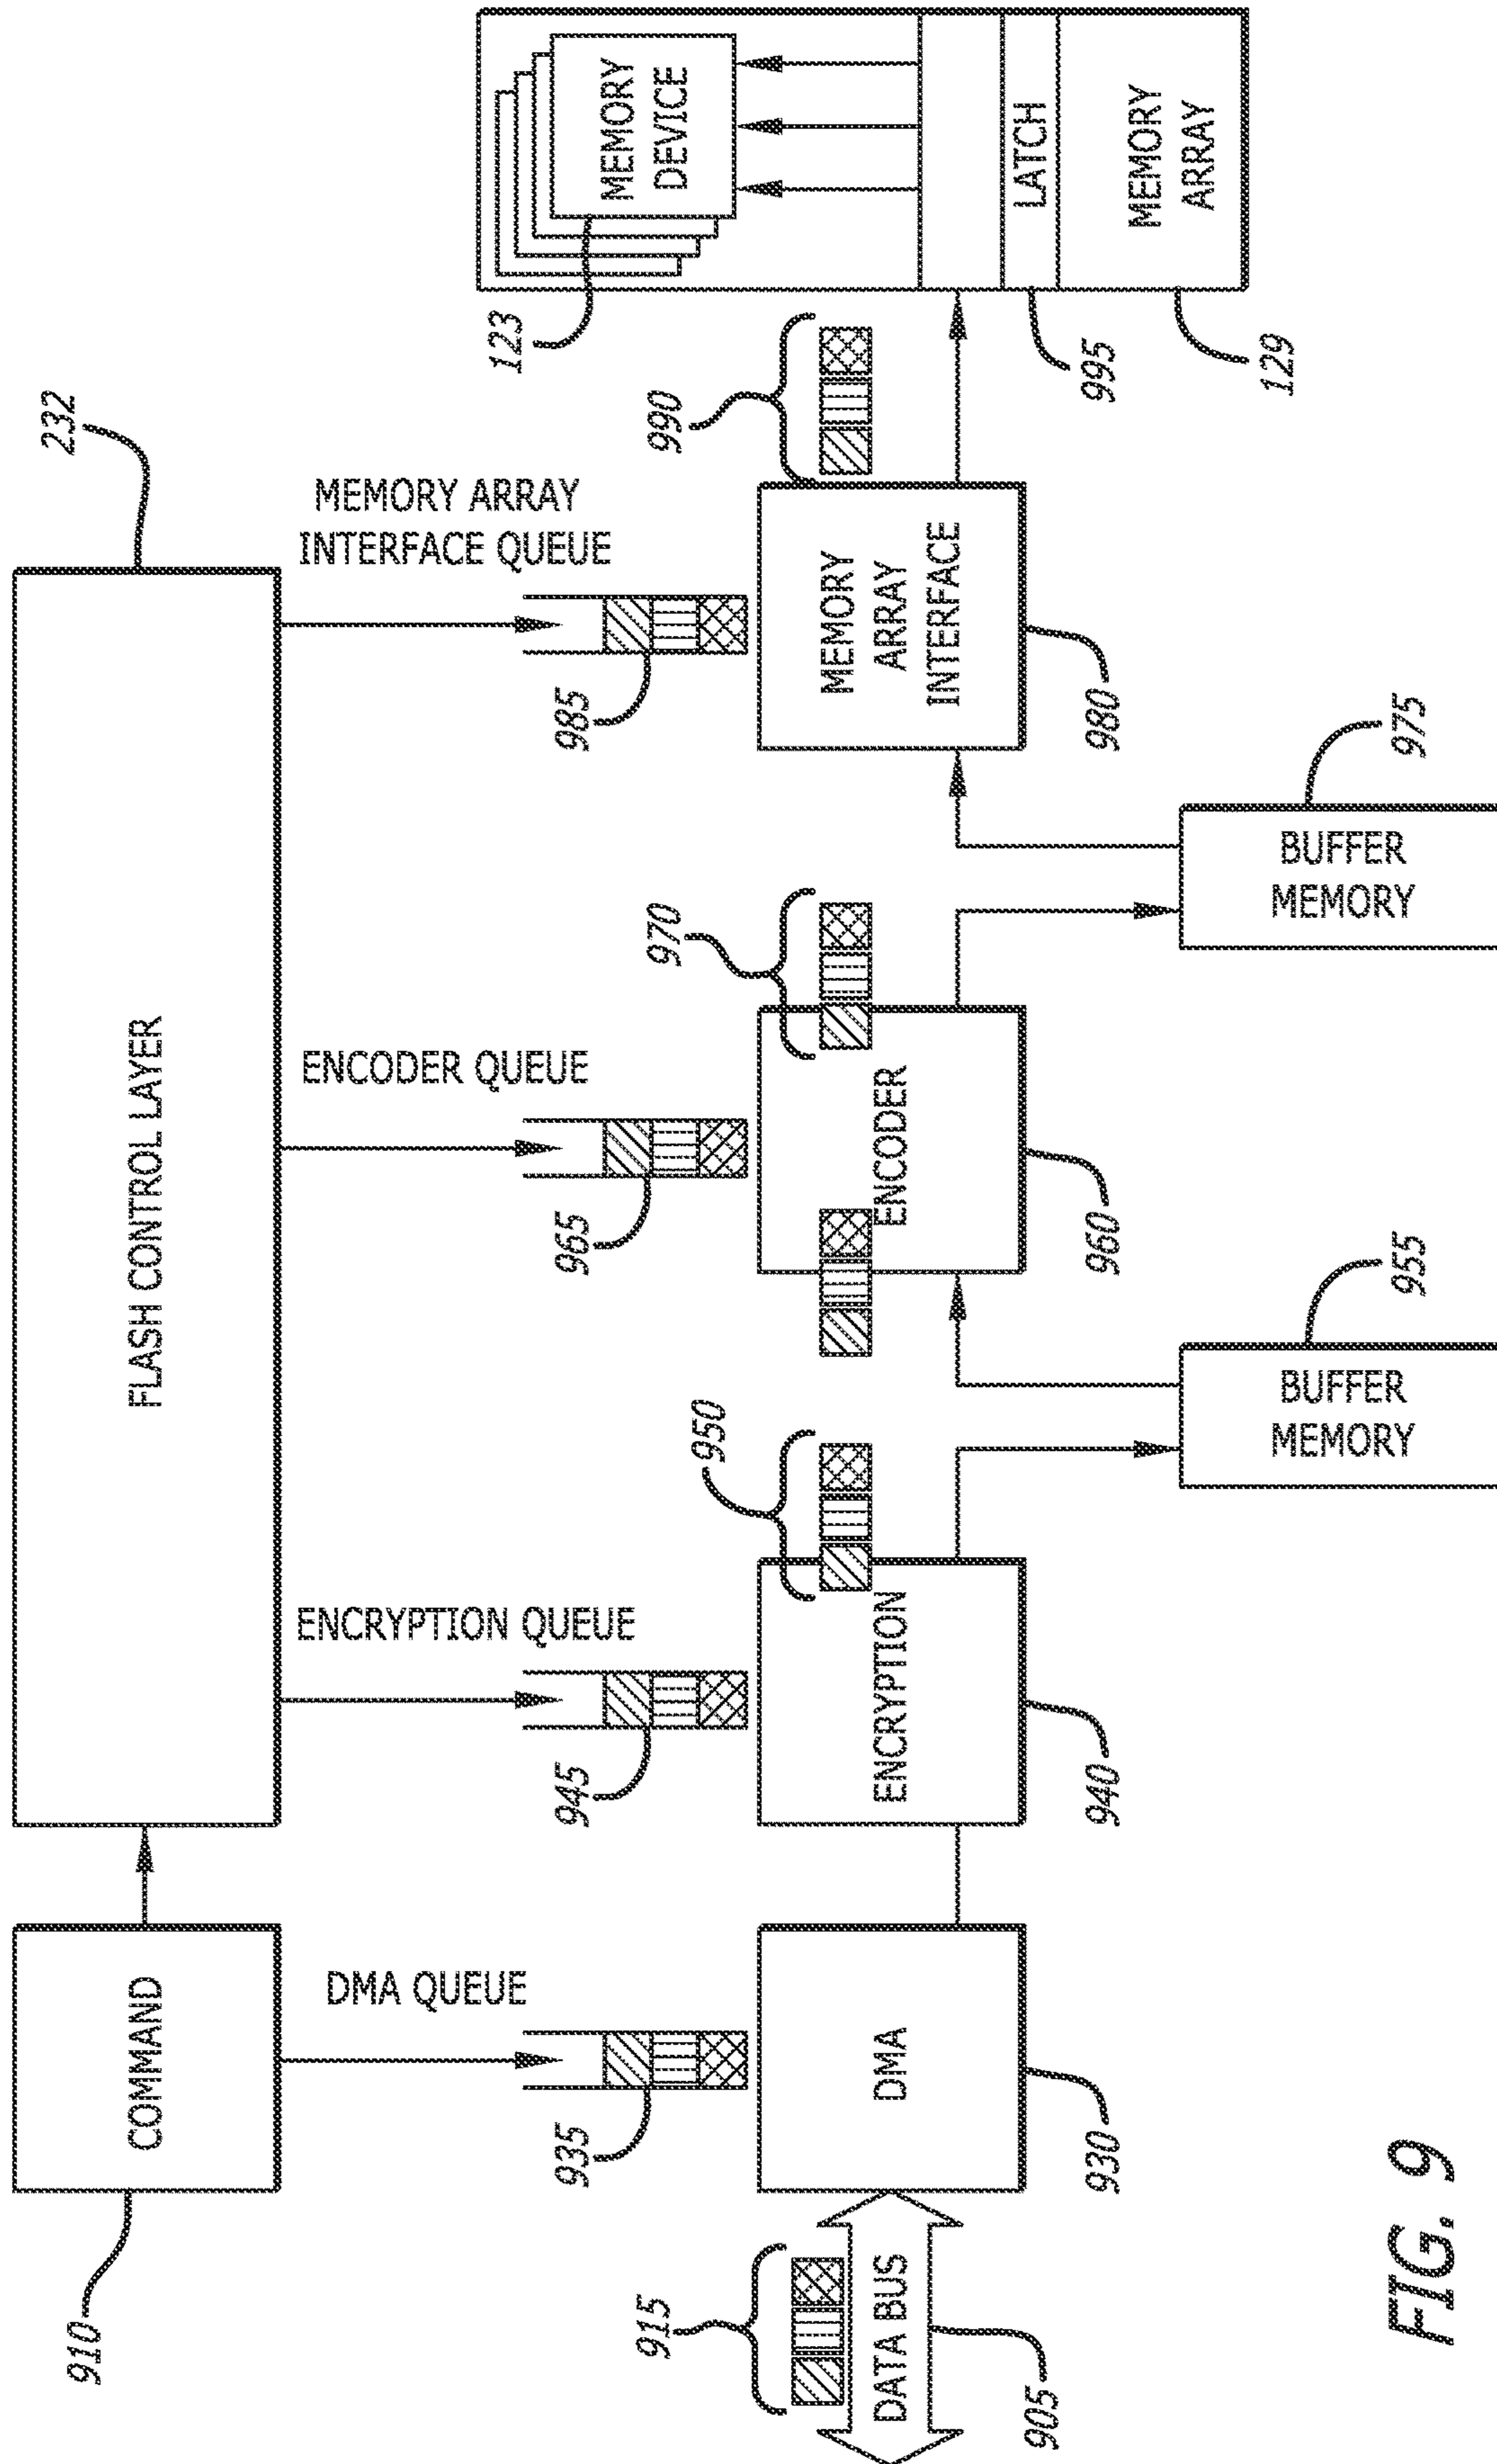 910
COMMAND
FLASH CONTROL LAYER
232
DMA QUEUE
ENCRYPTION QUEUE
ENCODER QUEUE
MEMORY ARRAY
INTERFACE QUEUE
935
945
965
985
915
DATA BUS
905
DMA
930
ENCRYPTION
940
950
BUFFER
MEMORY
955
ENCODER
960
970
BUFFER
MEMORY
975
MEMORY
ARRAY
INTERFACE
980
990
123
MEMORY
DEVICE
LATCH
995
MEMORY
ARRAY
129
FIG. 9